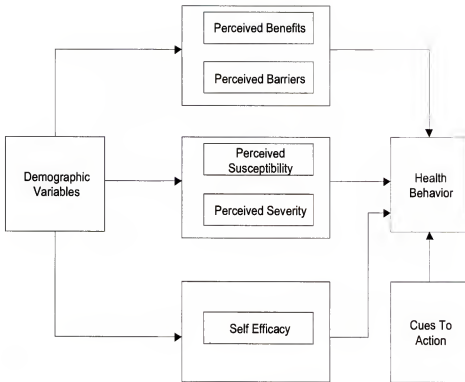 Perceived Benefits
Perceived Barriers
Demographic
Variables
Perceived
Susceptibility
Perceived Severity
Health
Behavior
Self Efficacy
Cues To
Action